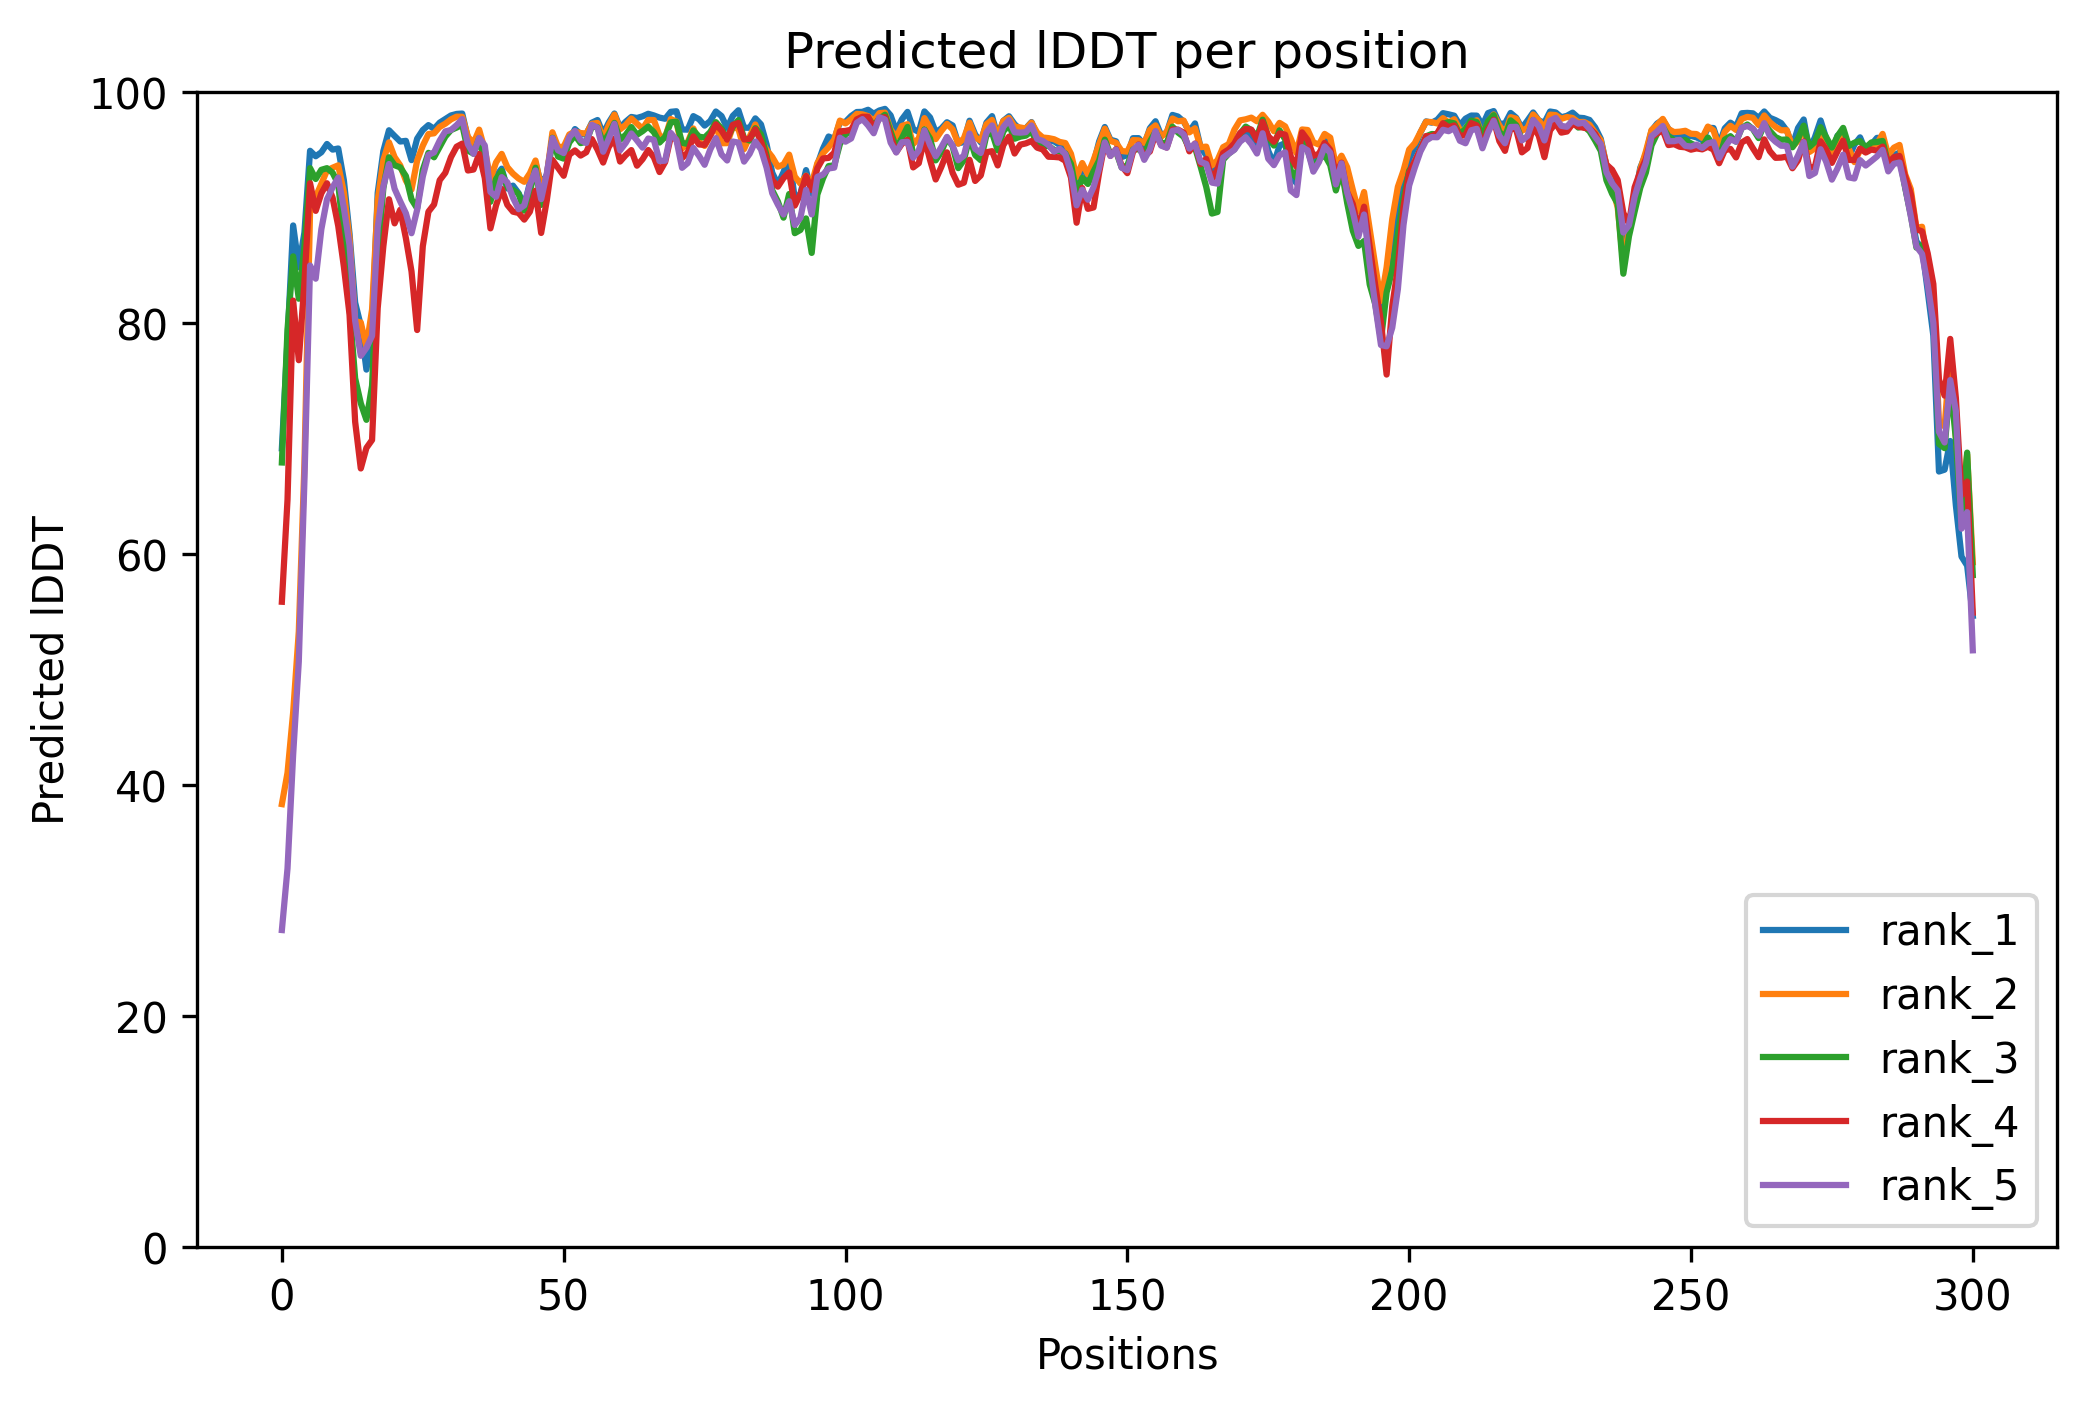 Predicted lDDT per position
100
80
60
40
20
0
Predicted lDDT
0 50 100 150 200 250 300
Positions
rank_1
rank_2
rank_3
rank_4
rank_5